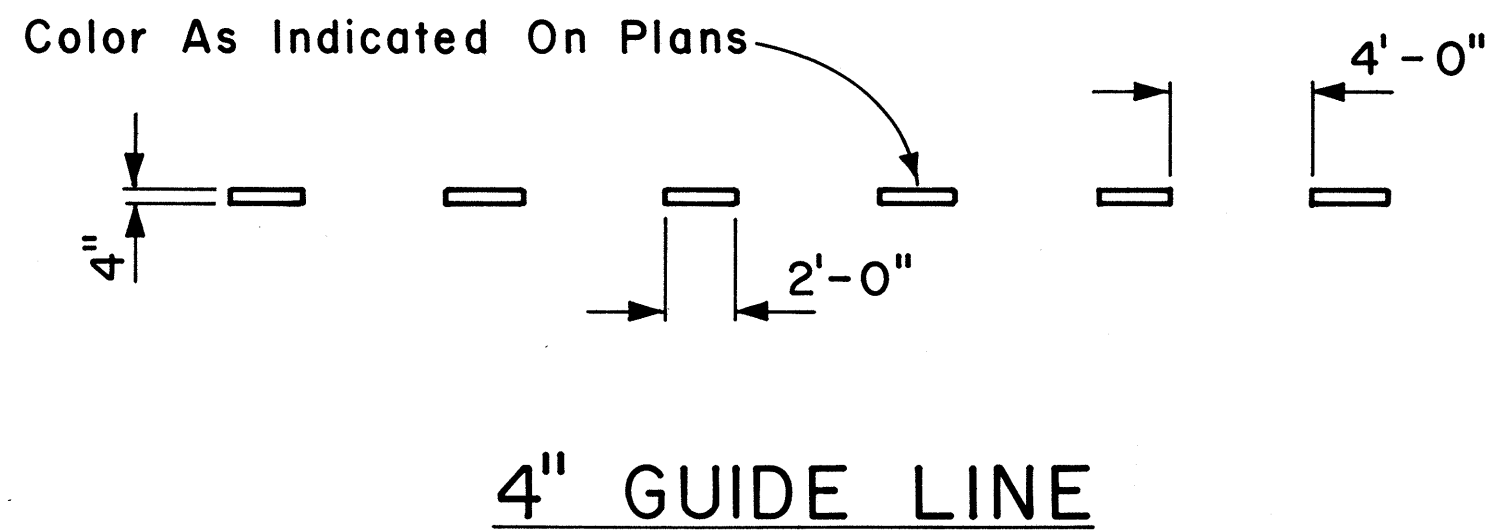 Color As Indicated On Plans
4'-0"
4"
2'-0"
4" GUIDE LINE